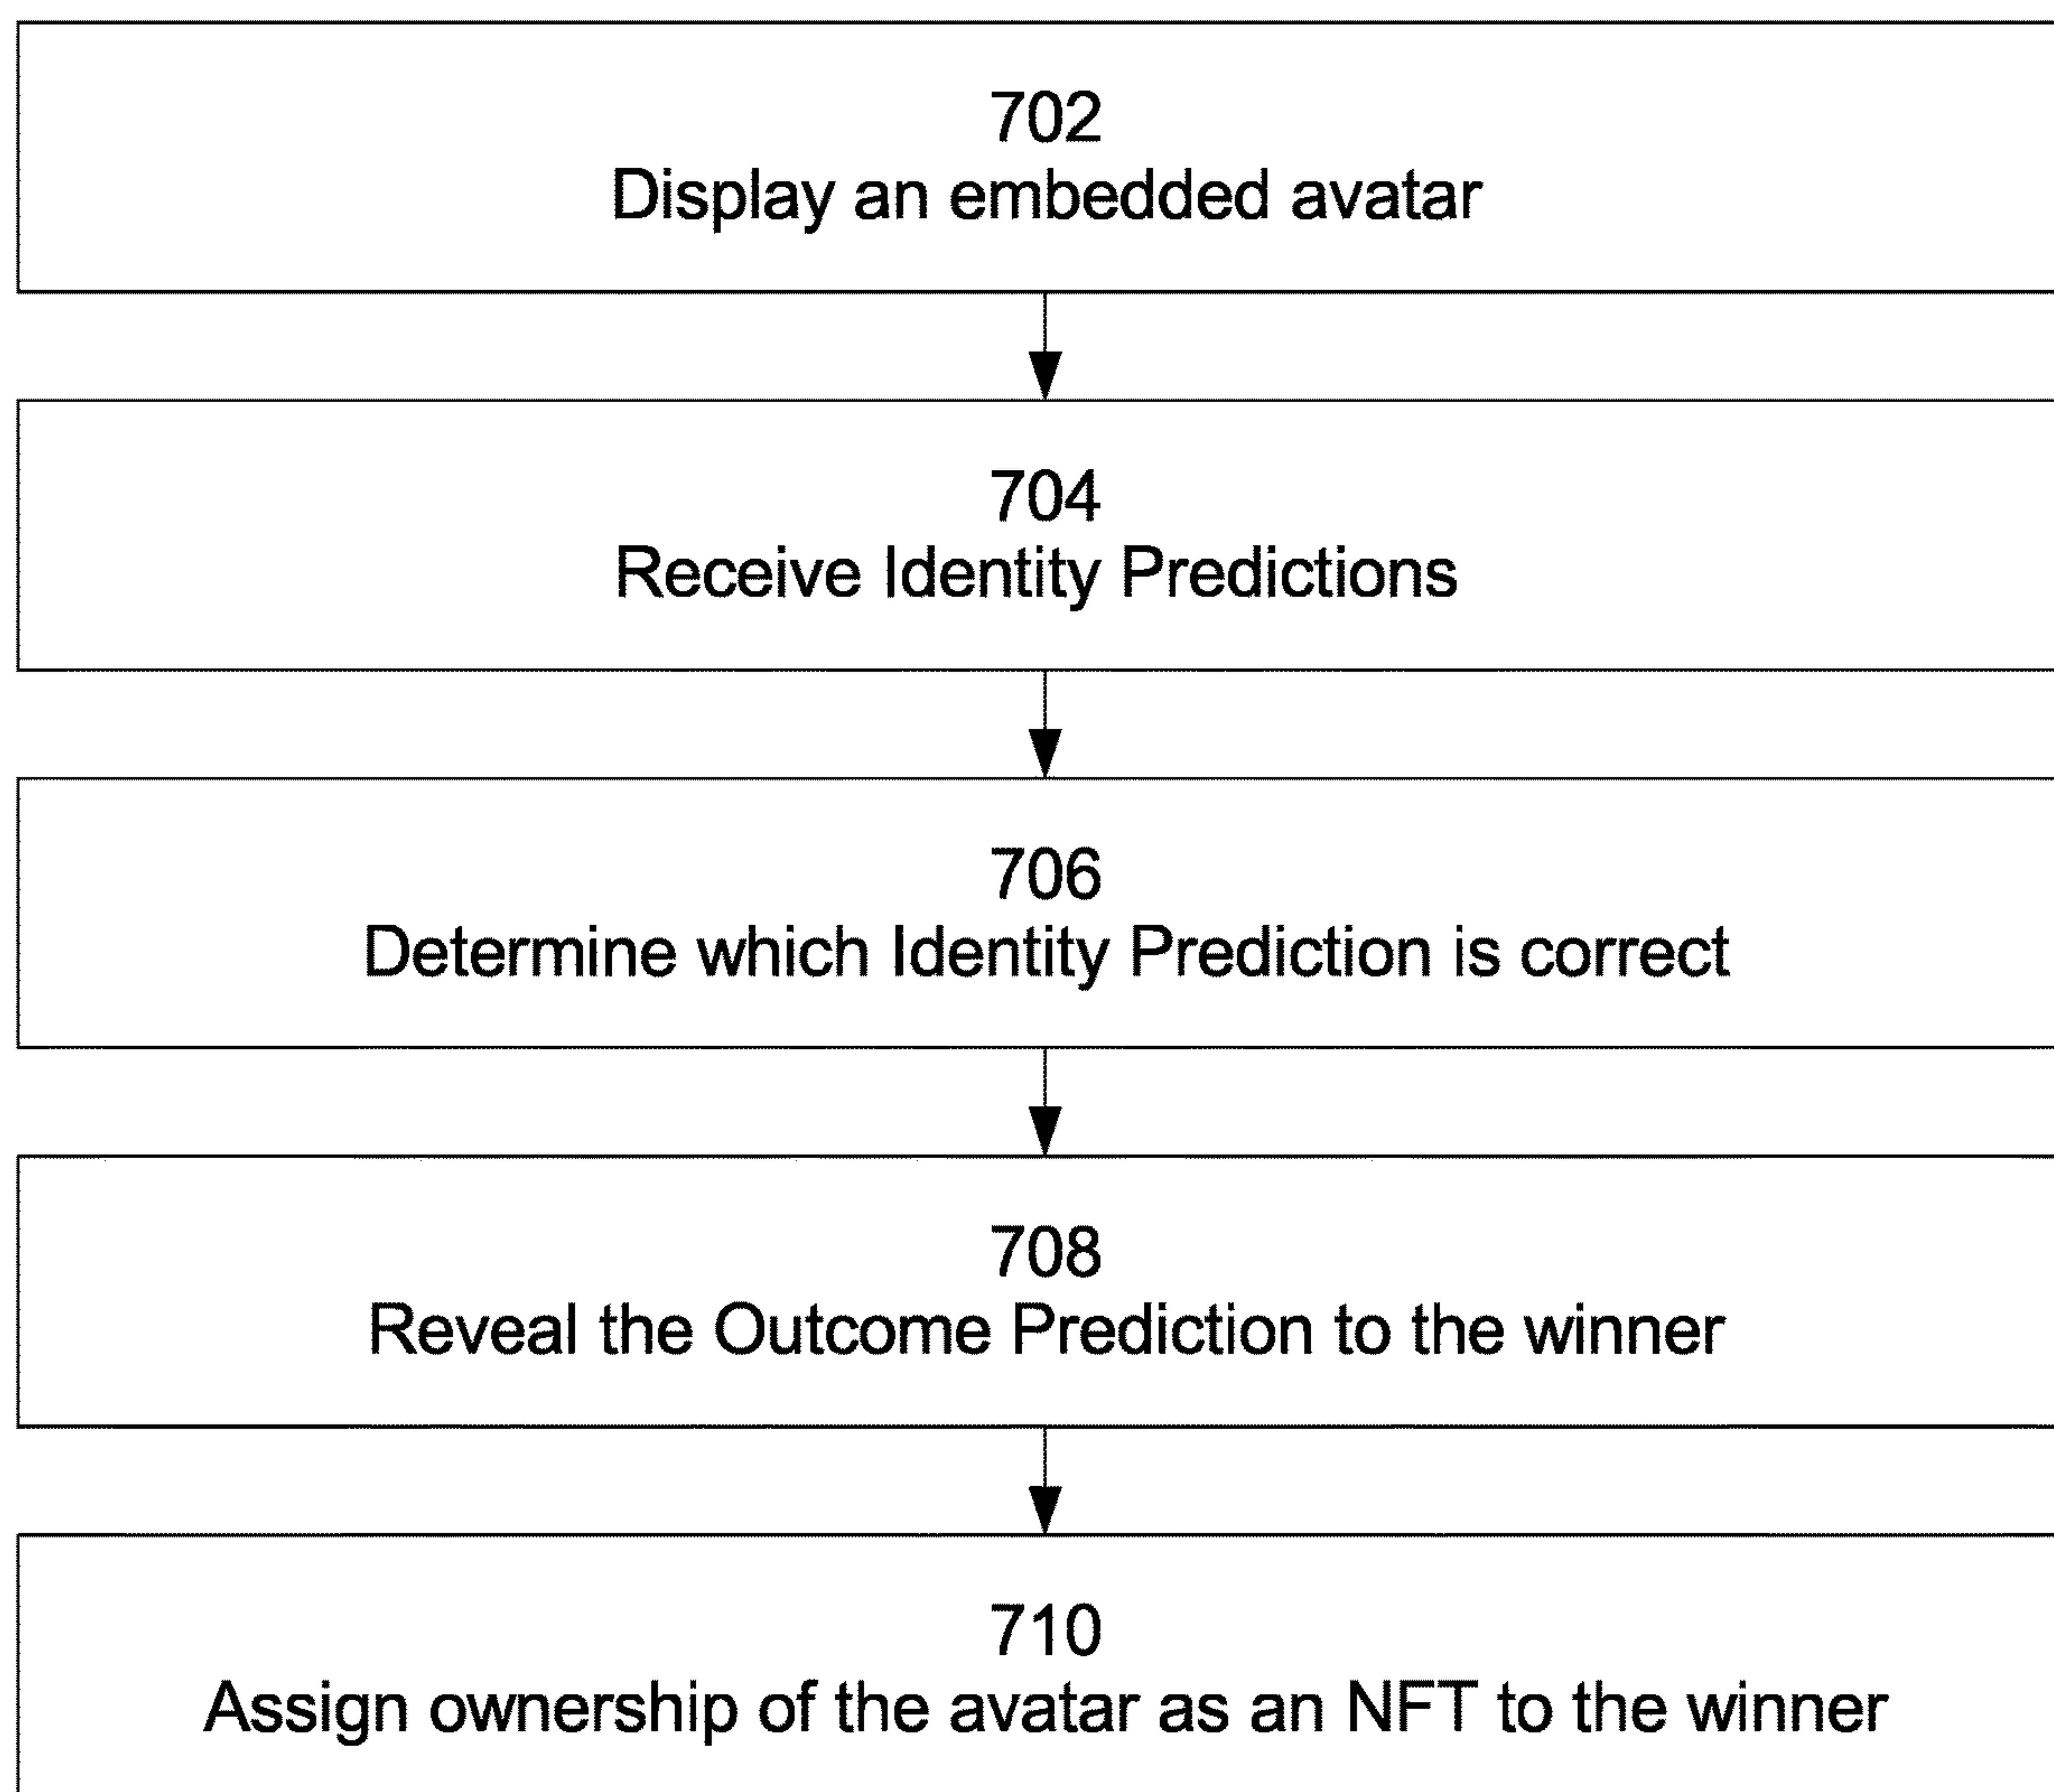 702
Display an embedded avatar
704
Receive Identity Predictions
706
Determine which Identity Prediction is correct
708
Reveal the Outcome Prediction to the winner
710
Assign ownership of the avatar as an NFT to the winner